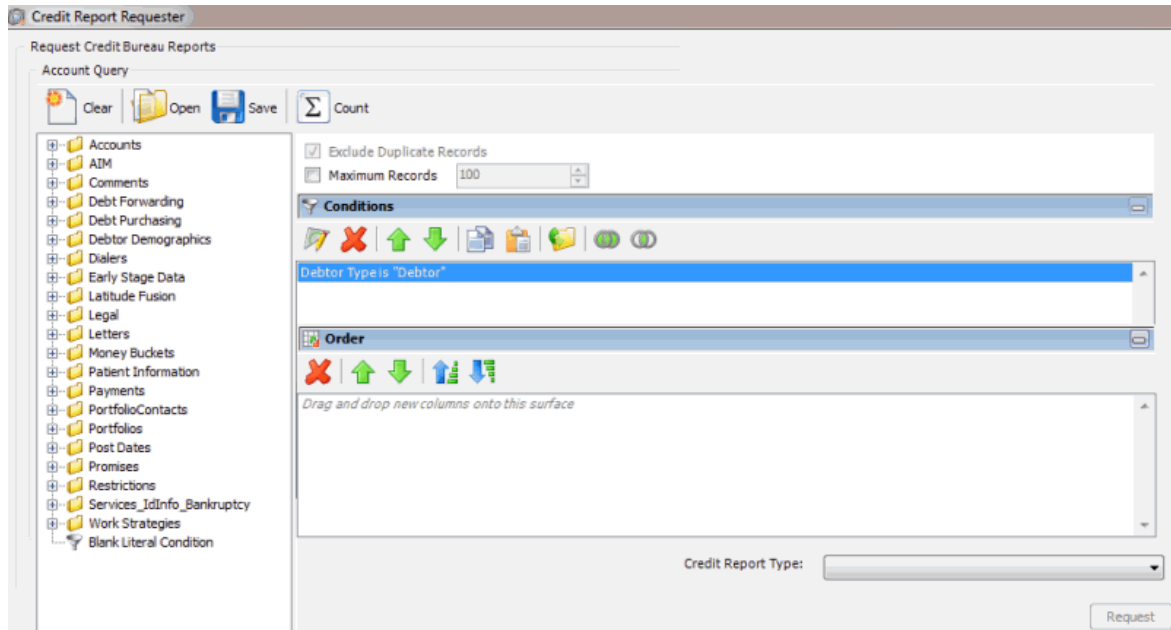 Credit Report Requester
Request Credit Bureau Reports
Account Query
Clear Open Save Σ Count
Accounts
AIM
Comments
Debt Forwarding
Debt Purchasing
Debtor Demographics
Dialers
Early Stage Data
Latitude Fusion
Legal
Letters
Money Buckets
Patient Information
Payments
PortfolioContacts
Portfolios
Post Dates
Promises
Restrictions
Services_IdInfo_Bankruptcy
Work Strategies
Blank Literal Condition
Exclude Duplicate Records
Maximum Records 100
Conditions
Debtor Type is "Debtor"
Order
Drag and drop new columns onto this surface
Credit Report Type:
Request